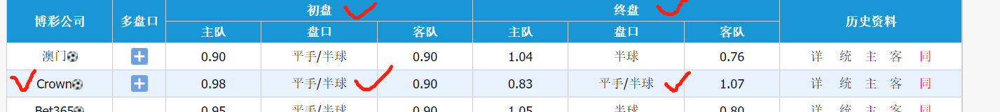 博彩公司 多盘口 初盘 终盘 历史资料
主队 盘口 客队 主队 盘口 客队
澳门 0.90 平手/半球 0.90 1.04 半球 0.76 详 统 主 客 同
Crown 0.98 平手/半球 0.90 0.83 平手/半球 1.07 详 统 主 客 同
Bet365 0.95 平手/半球 0.90 1.05 半球 0.80 详 统 主 客 同